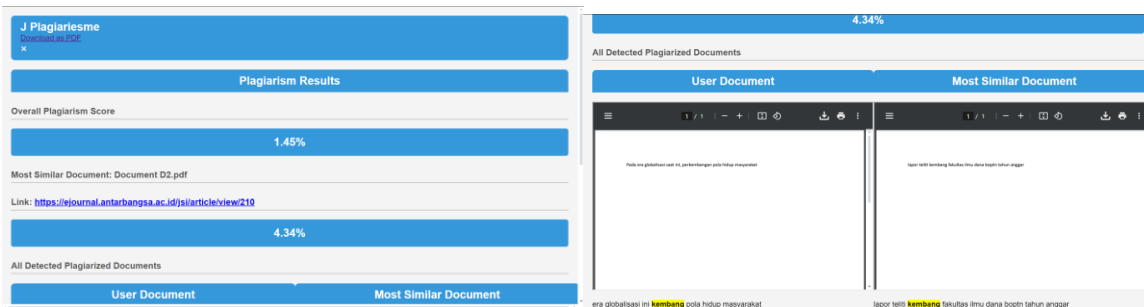 J Plagiariesme
Download as PDF
×
Plagiarism Results
Overall Plagiarism Score
1.45%
Most Similar Document: Document D2.pdf
Link: https://ejournal.antarbangsa.ac.id/jsi/article/view/210
4.34%
All Detected Plagiarized Documents
User Document Most Similar Document
4.34%
All Detected Plagiarized Documents
User Document Most Similar Document
1 / 1 1 / 1
Pada era globalisasi saat ini, perkembangan pola hidup masyarakat
lapor teliti kembang fakultas ilmu dana boptn tahun anggar
era globalisasi ini kembang pola hidup masyarakat
lapor teliti kembang fakultas ilmu dana boptn tahun anggar